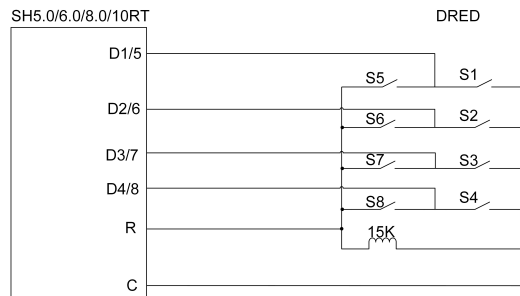 SH5.0/6.0/8.0/10RT DRED
D1/5
S5 S1
D2/6
S6 S2
D3/7
S7 S3
D4/8
S8 S4
R
15K
C